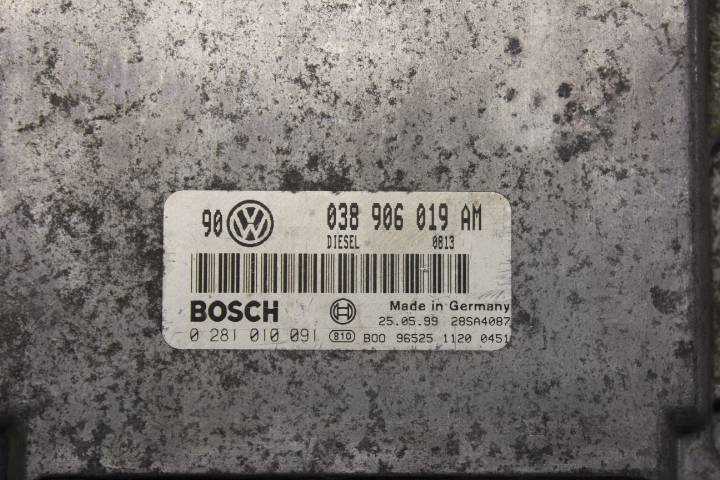 90 VW 038 906 019 AM
DIESEL 0813
BOSCH Made in Germany
25.05.99 28SA4087
0 281 010 091 810 B00 96525 1120 0451